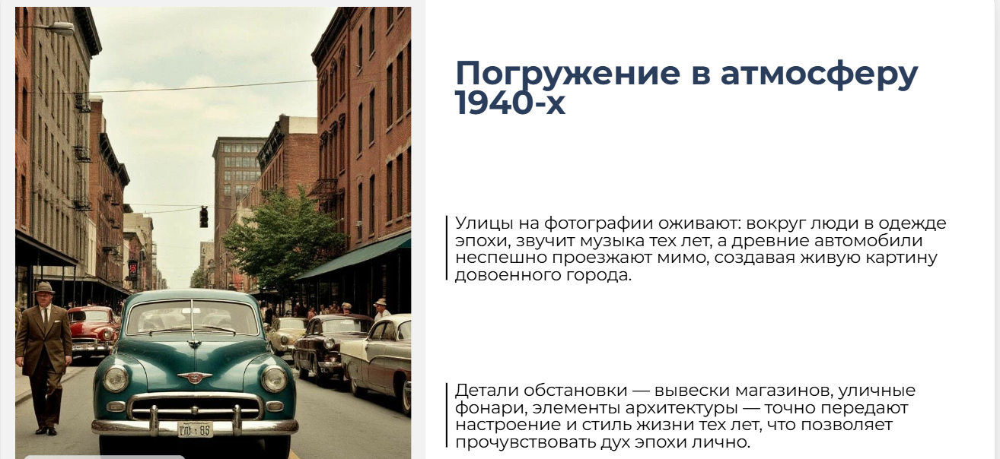 Погружение в атмосферу
1940-х
Улицы на фотографии оживают: вокруг люди в одежде
эпохи, звучит музыка тех лет, а древние автомобили
неспешно проезжают мимо, создавая живую картину
довоенного города.
Детали обстановки — вывески магазинов, уличные
фонари, элементы архитектуры — точно передают
настроение и стиль жизни тех лет, что позволяет
прочувствовать дух эпохи лично.